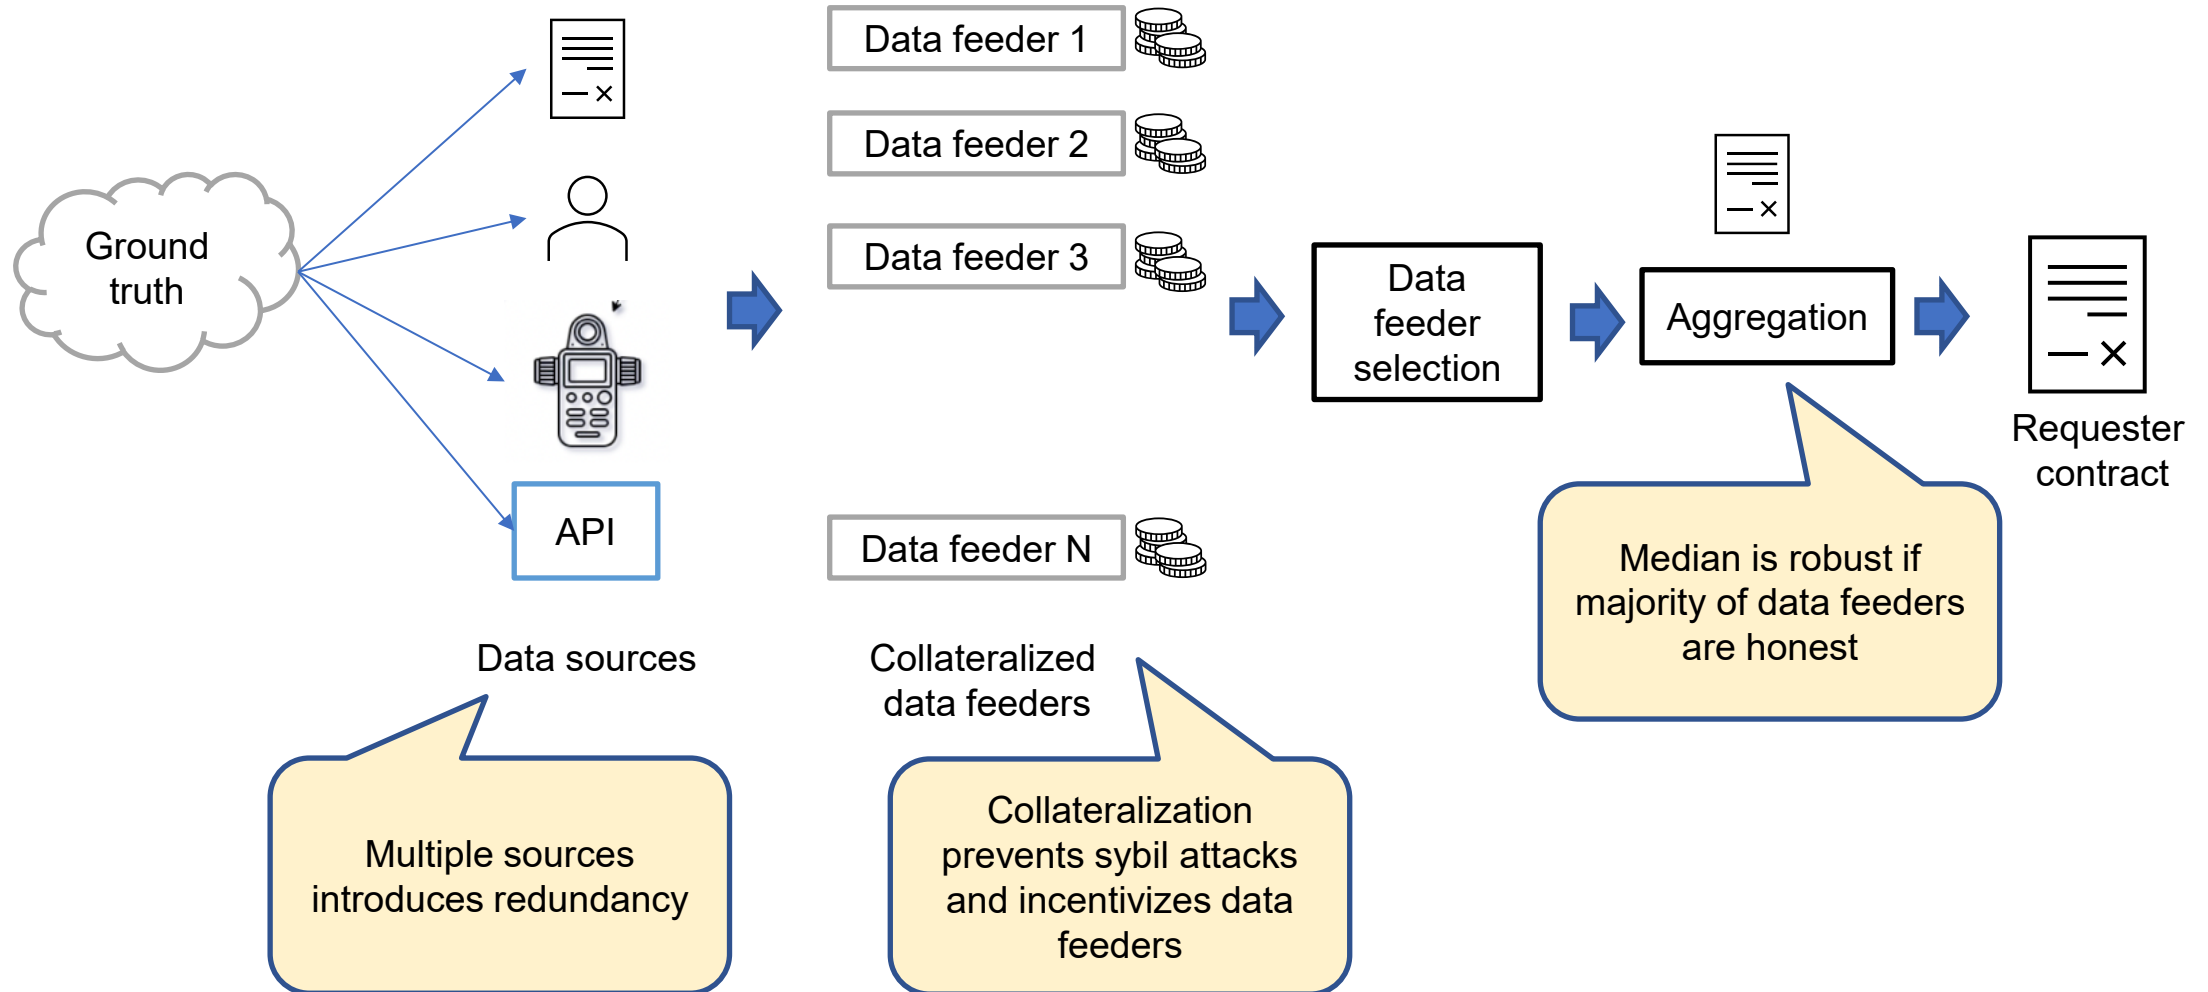 Ground
truth
API
Data sources
Multiple sources
introduces redundancy
Data feeder 1
Data feeder 2
Data feeder 3
Data feeder N
Collateralized
data feeders
Collateralization
prevents sybil attacks
and incentivizes data
feeders
Data
feeder
selection
Aggregation
Median is robust if
majority of data feeders
are honest
Requester
contract